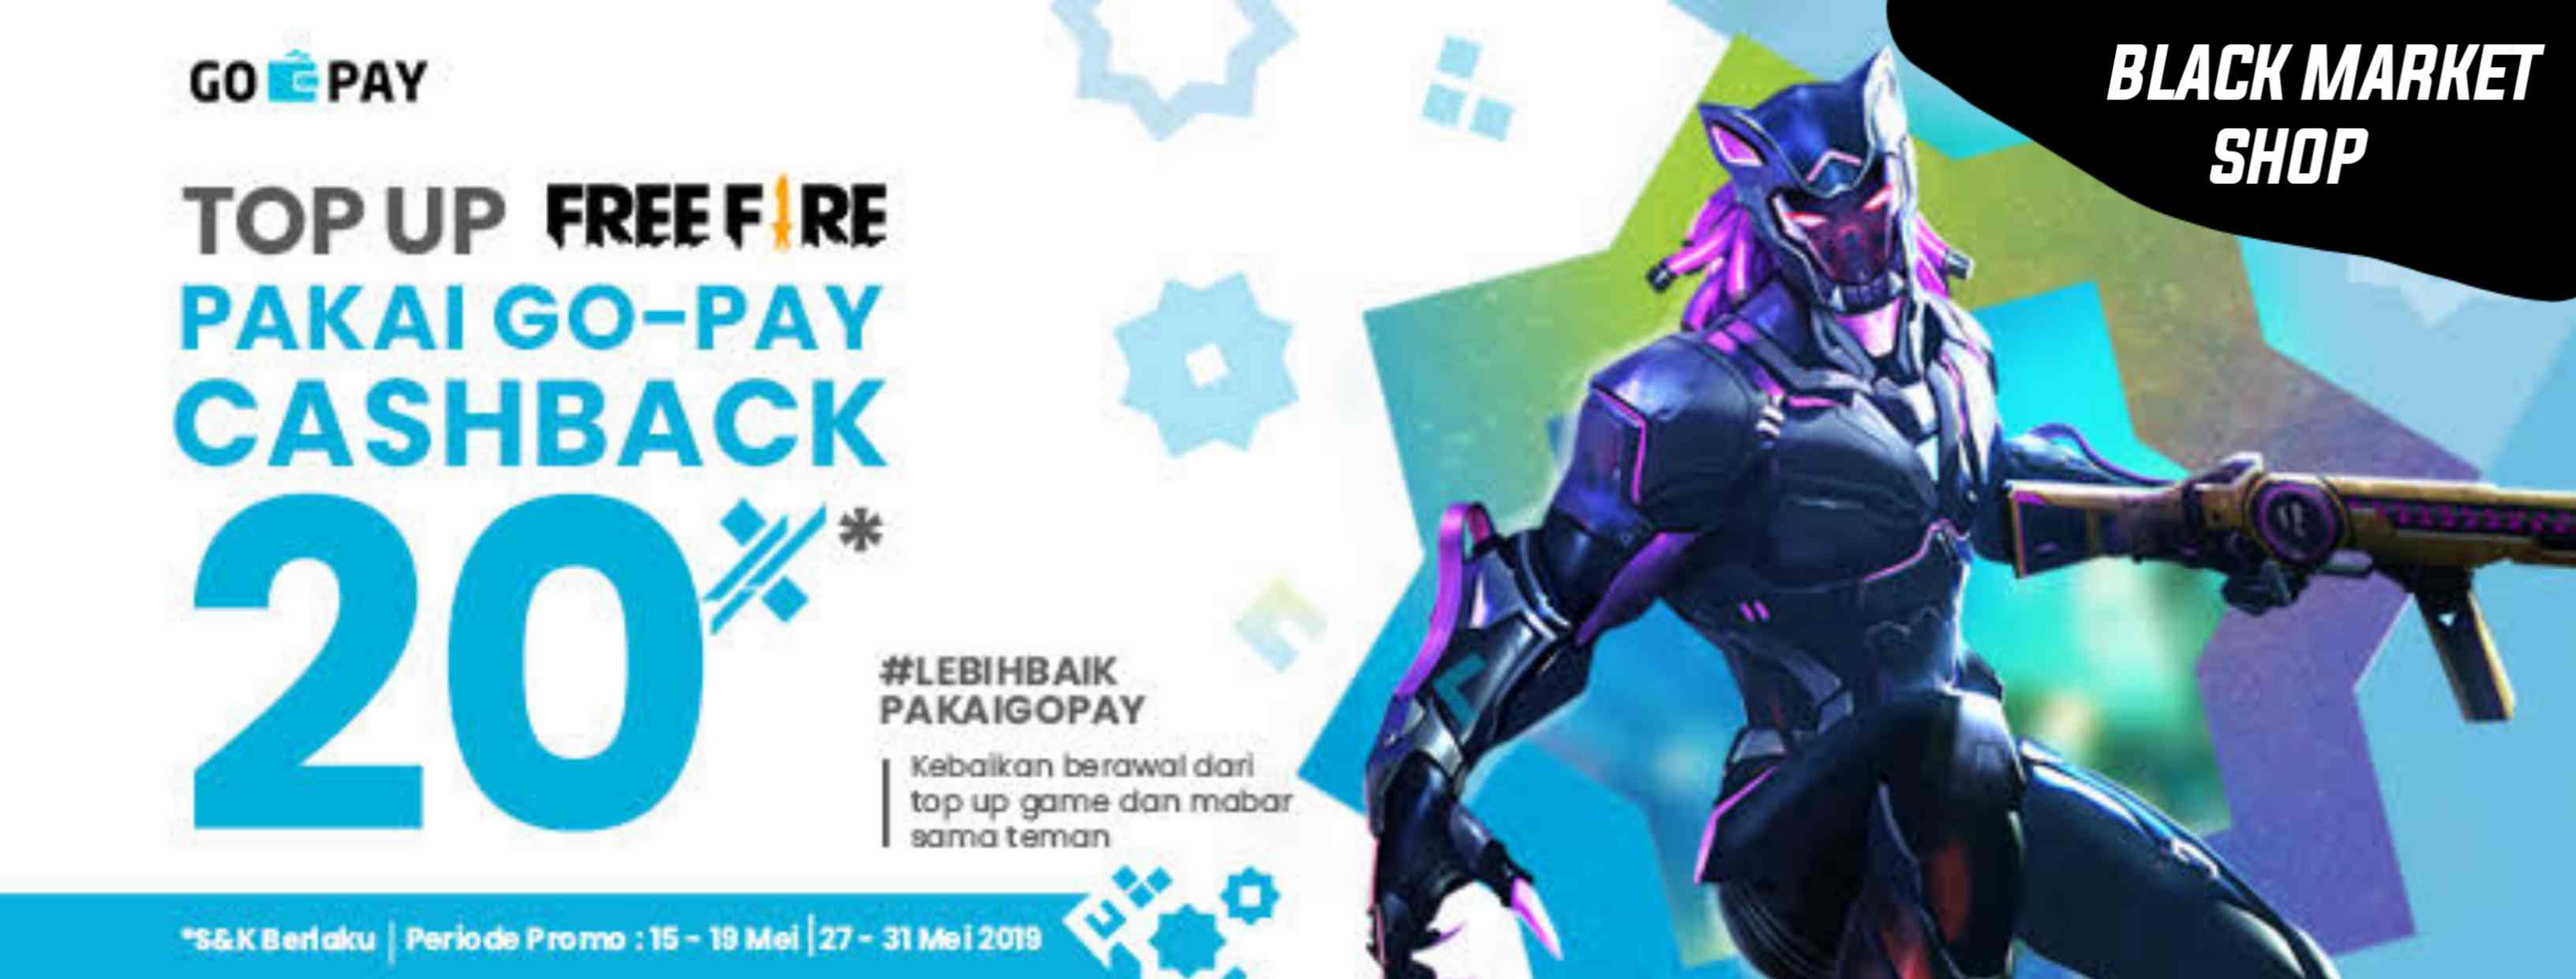 GO PAY
BLACK MARKET
SHOP
TOP UP FREE FIRE
PAKAI GO-PAY
CASHBACK
20%*
#LEBIHBAIK
PAKAIGOPAY
Kebaikan berawal dari
top up game dan mabar
sama teman
*S&K Berlaku | Periode Promo : 15 - 19 Mei | 27 - 31 Mei 2019